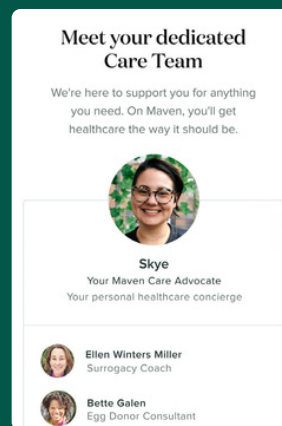 Meet your dedicated
Care Team
We're here to support you for anything
you need. On Maven, you'll get
healthcare the way it should be.
Skye
Your Maven Care Advocate
Your personal healthcare concierge
Ellen Winters Miller
Surrogacy Coach
Bette Galen
Egg Donor Consultant